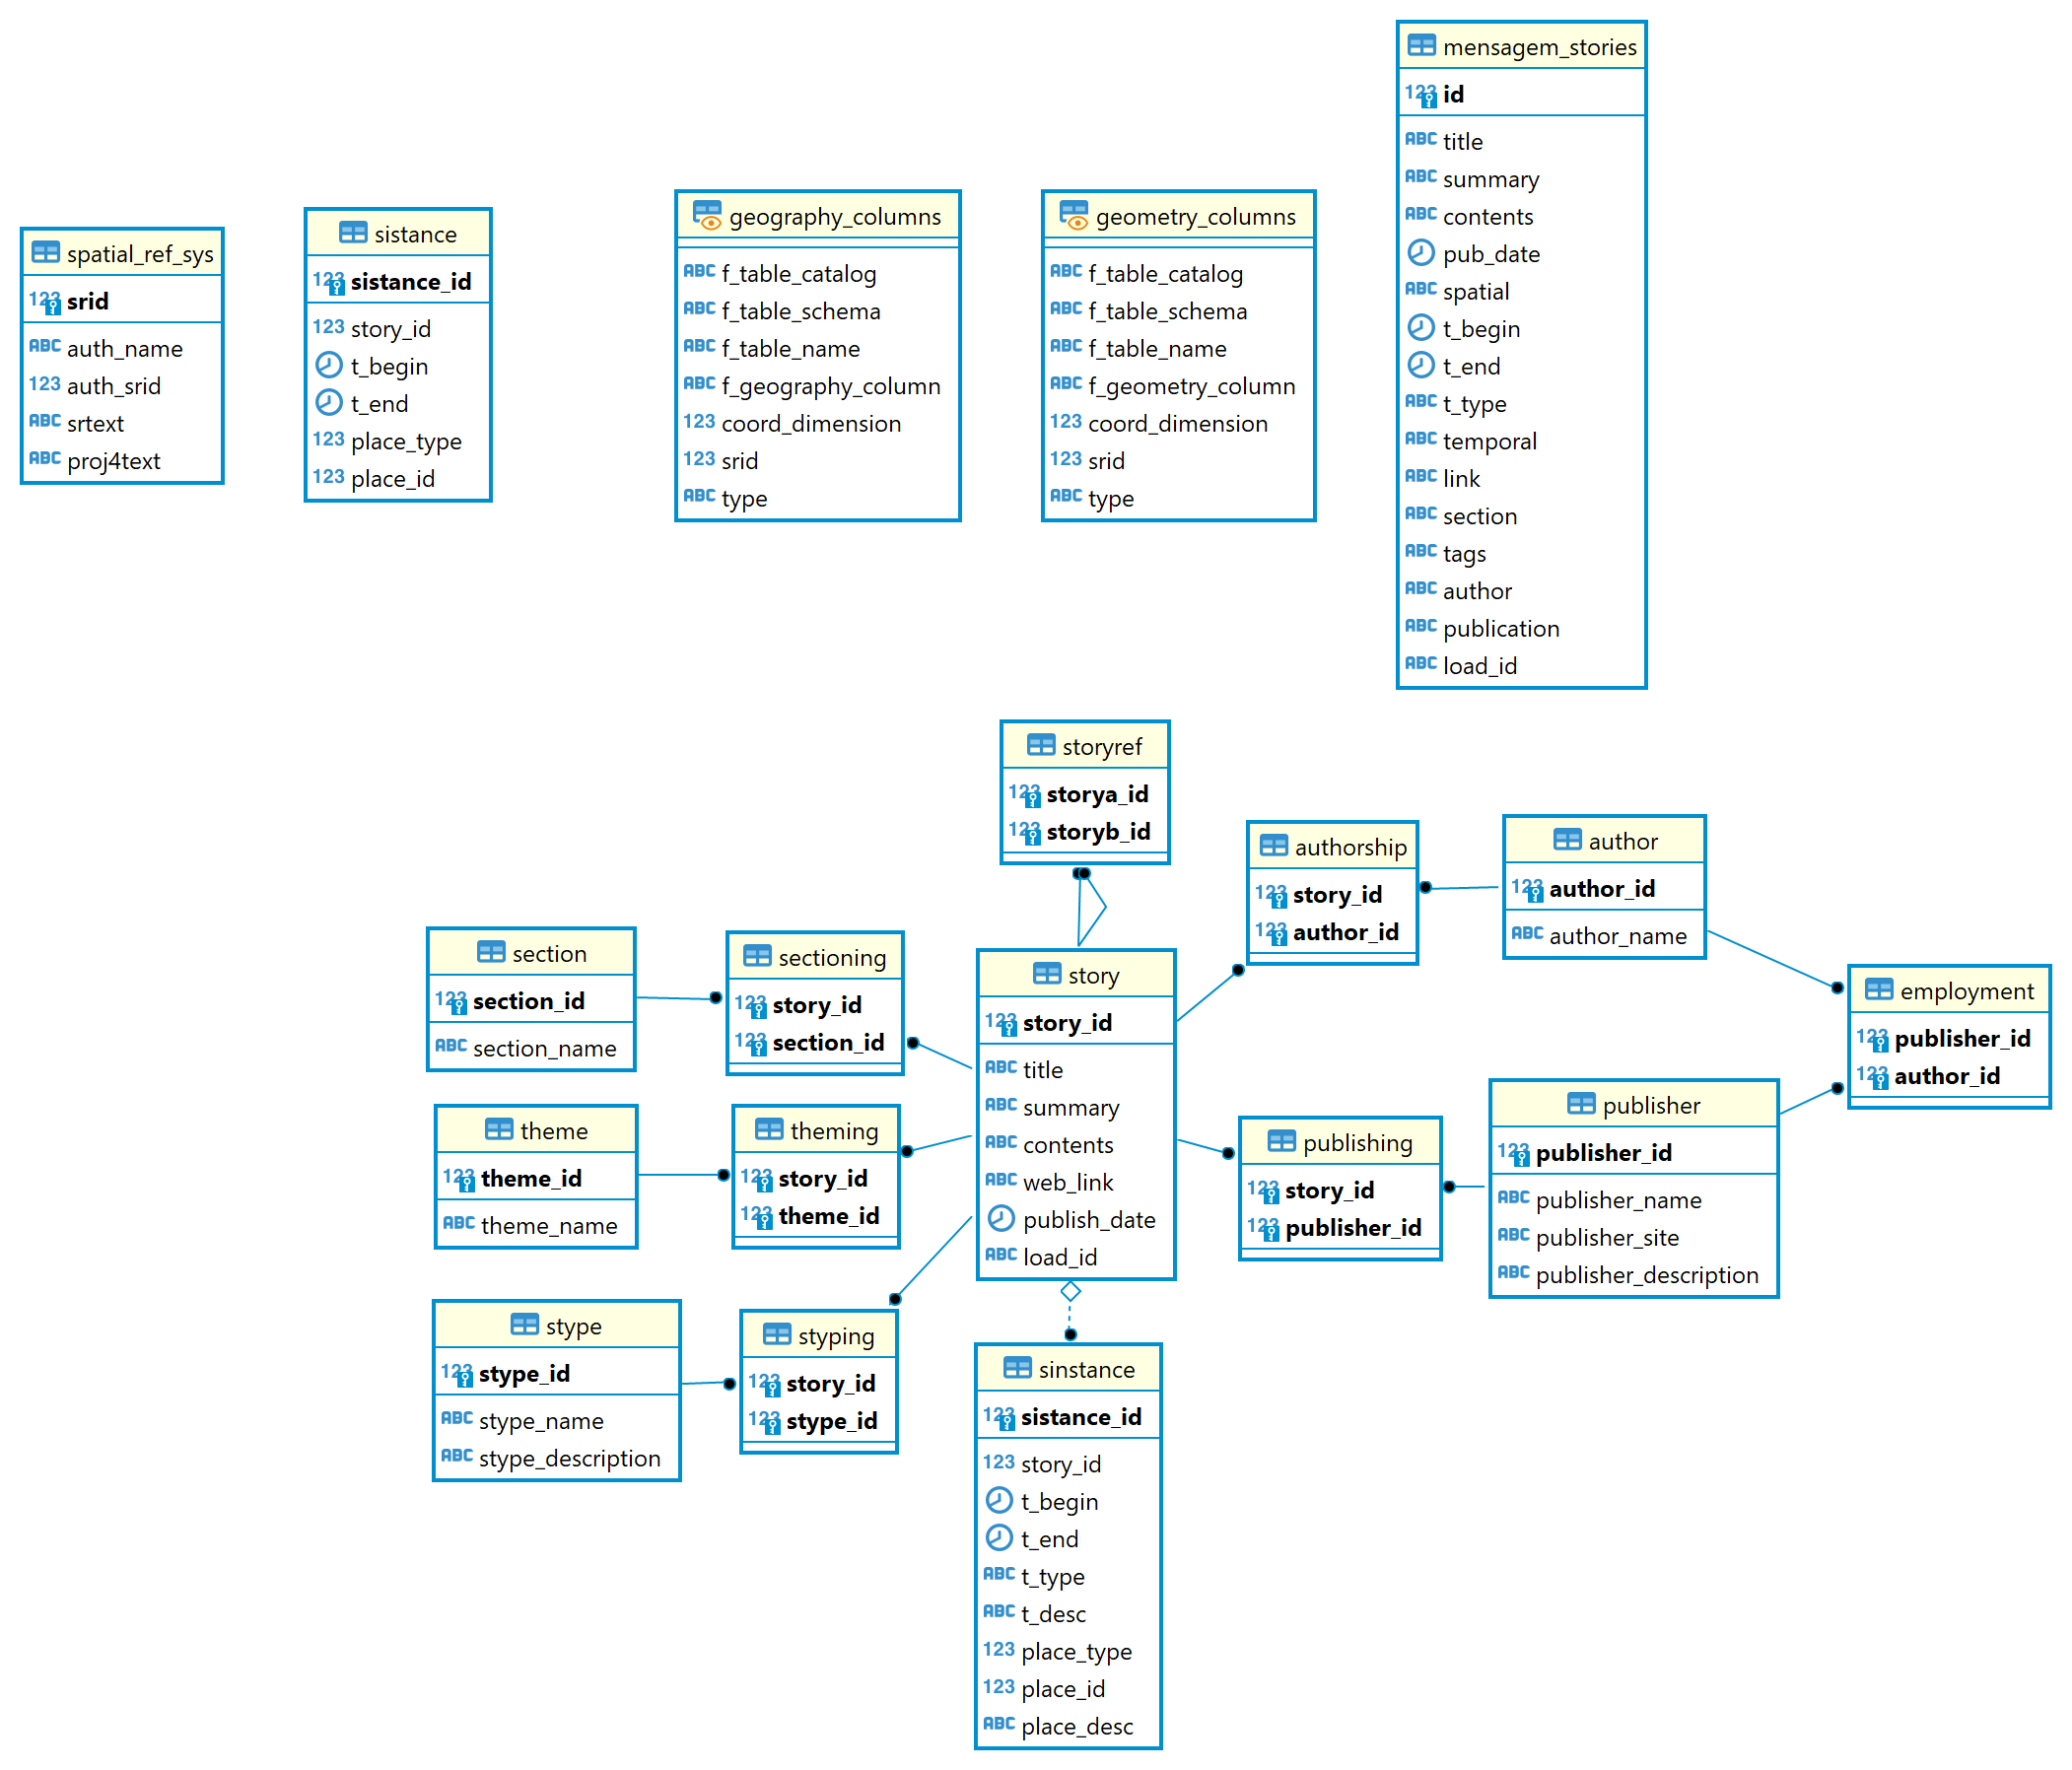 mensagem_stories
123 id
ABC title
ABC summary
ABC contents
pub_date
ABC spatial
t_begin
t_end
ABC t_type
ABC temporal
ABC link
ABC section
ABC tags
ABC author
ABC publication
ABC load_id
spatial_ref_sys
123 srid
ABC auth_name
123 auth_srid
ABC srtext
ABC proj4text
sistance
123 sistance_id
123 story_id
t_begin
t_end
123 place_type
123 place_id
geography_columns
ABC f_table_catalog
ABC f_table_schema
ABC f_table_name
ABC f_geography_column
123 coord_dimension
123 srid
ABC type
geometry_columns
ABC f_table_catalog
ABC f_table_schema
ABC f_table_name
ABC f_geometry_column
123 coord_dimension
123 srid
ABC type
storyref
123 storya_id
123 storyb_id
authorship
123 story_id
123 author_id
author
123 author_id
ABC author_name
section
123 section_id
ABC section_name
sectioning
123 story_id
123 section_id
story
123 story_id
ABC title
ABC summary
ABC contents
ABC web_link
publish_date
ABC load_id
employment
123 publisher_id
123 author_id
theme
123 theme_id
ABC theme_name
theming
123 story_id
123 theme_id
publishing
123 story_id
123 publisher_id
publisher
123 publisher_id
ABC publisher_name
ABC publisher_site
ABC publisher_description
stype
123 stype_id
ABC stype_name
ABC stype_description
styping
123 story_id
123 stype_id
sinstance
123 sistance_id
123 story_id
t_begin
t_end
ABC t_type
ABC t_desc
123 place_type
123 place_id
ABC place_desc